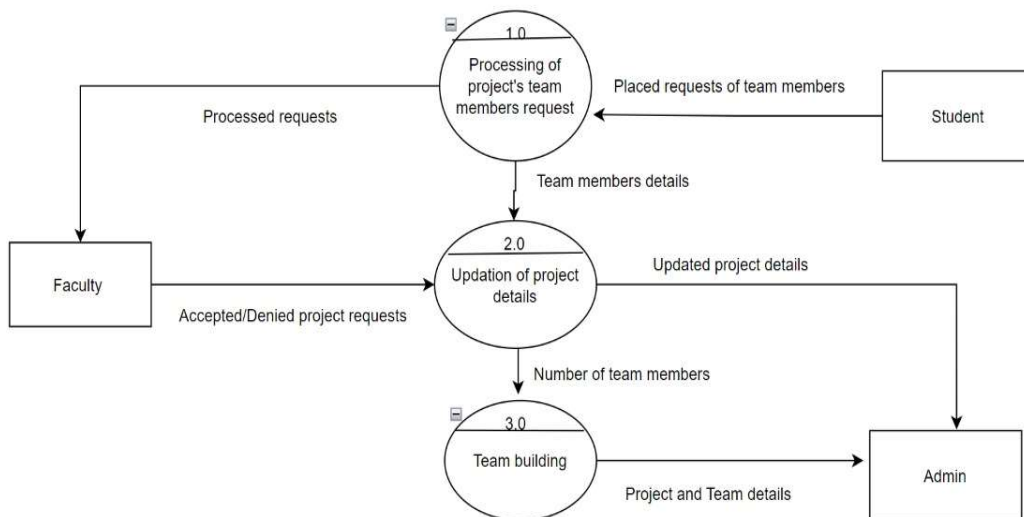 1.0
Processing of
project's team
members request
Placed requests of team members
Student
Processed requests
Team members details
2.0
Updation of project
details
Updated project details
Faculty
Accepted/Denied project requests
Number of team members
3.0
Team building
Project and Team details
Admin